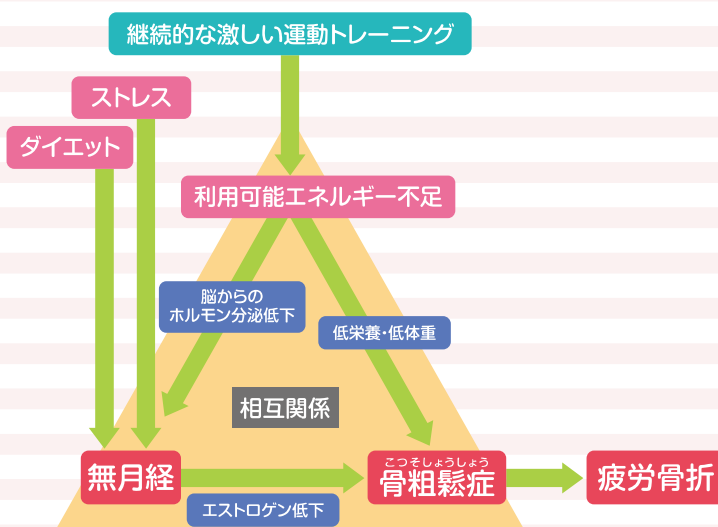 継続的な激しい運動トレーニング
ストレス
ダイエット
利用可能エネルギー不足
脳からの
ホルモン分泌低下
低栄養・低体重
相互関係
無月経
こつそしょうしょう
骨粗鬆症
疲労骨折
エストロゲン低下